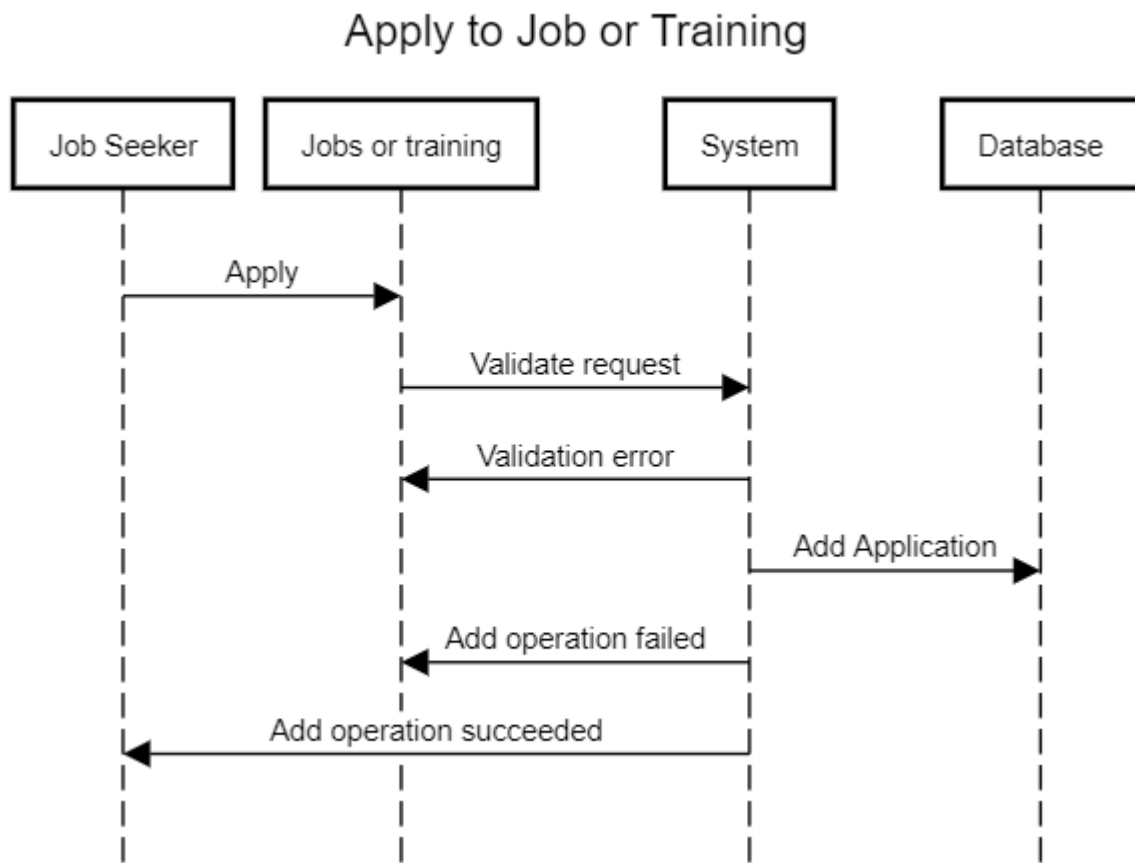 Apply to Job or Training
Job Seeker
Jobs or training
System
Database
Apply
Validate request
Validation error
Add Application
Add operation failed
Add operation succeeded